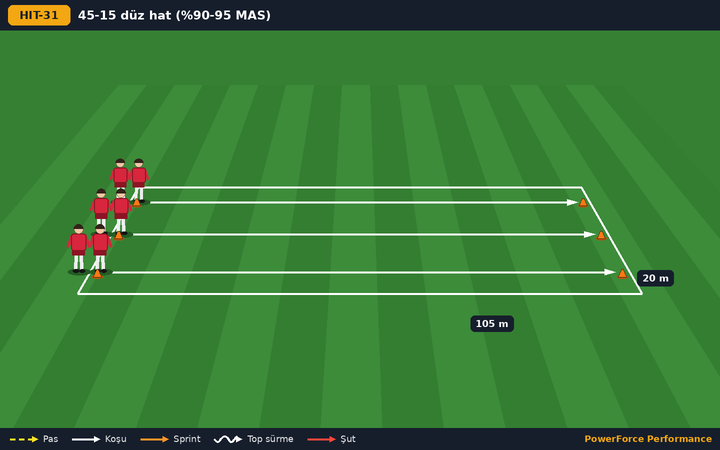 HIT-31 45-15 düz hat (%90-95 MAS)
20 m
105 m
Pas Koşu Sprint Top sürme Şut PowerForce Performance